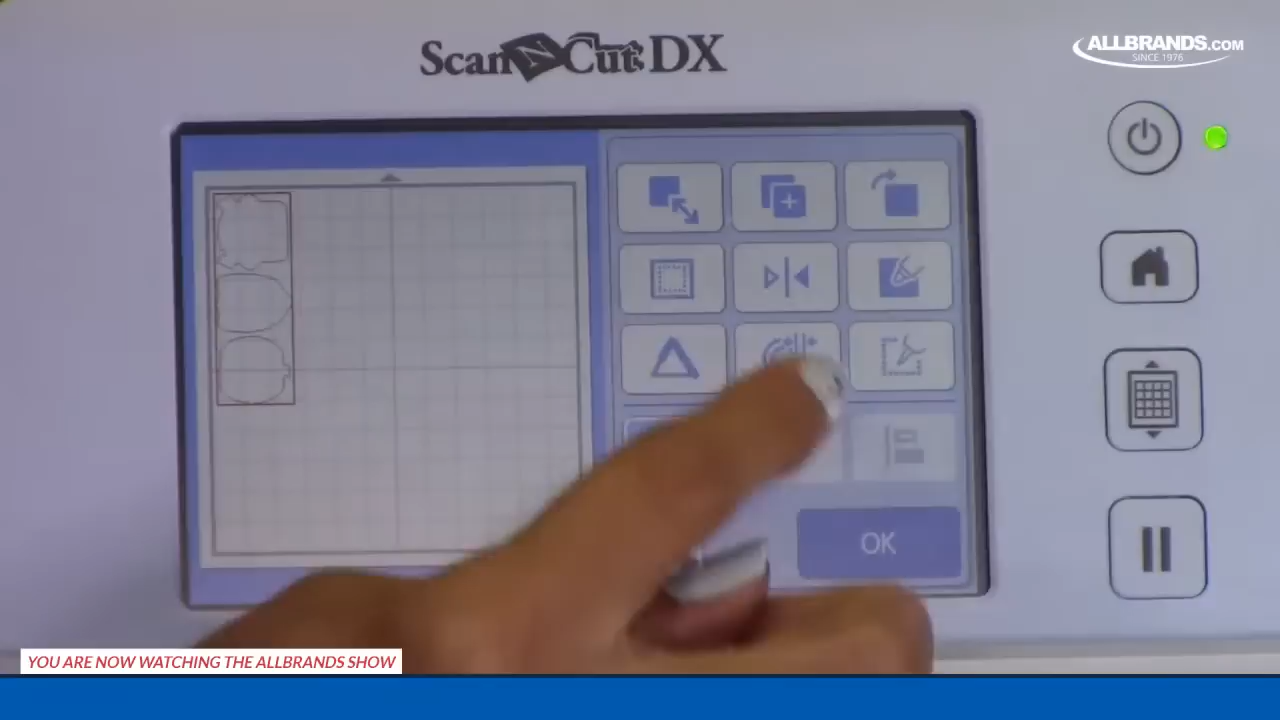 ScanNCut DX
ALLBRANDS.COM
SINCE 1976
OK
YOU ARE NOW WATCHING THE ALLBRANDS SHOW